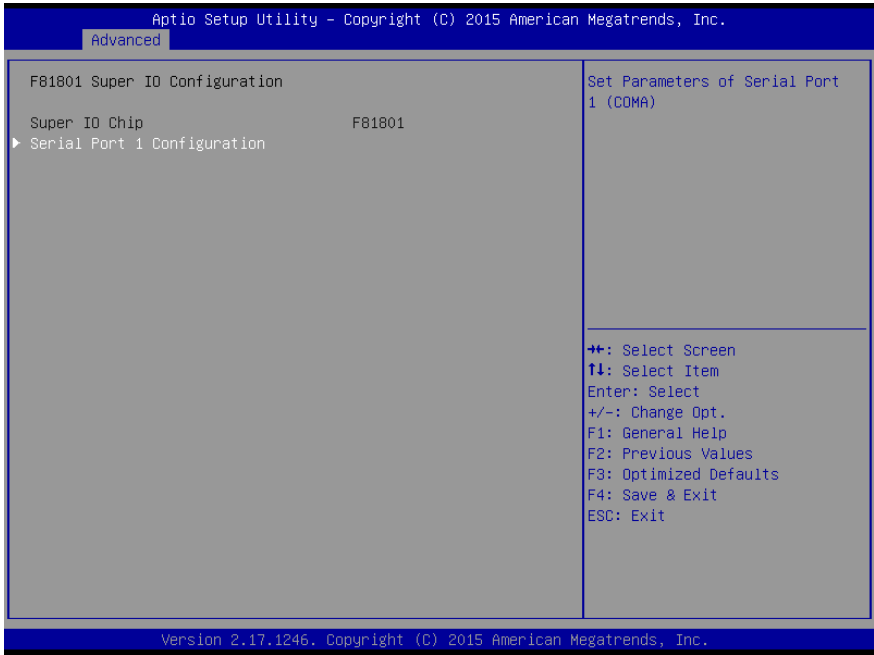 Aptio Setup Utility – Copyright (C) 2015 American Megatrends, Inc.
Advanced
F81801 Super IO Configuration
Super IO Chip F81801
Serial Port 1 Configuration
Set Parameters of Serial Port
1 (COMA)
→←: Select Screen
↑↓: Select Item
Enter: Select
+/-: Change Opt.
F1: General Help
F2: Previous Values
F3: Optimized Defaults
F4: Save & Exit
ESC: Exit
Version 2.17.1246. Copyright (C) 2015 American Megatrends, Inc.